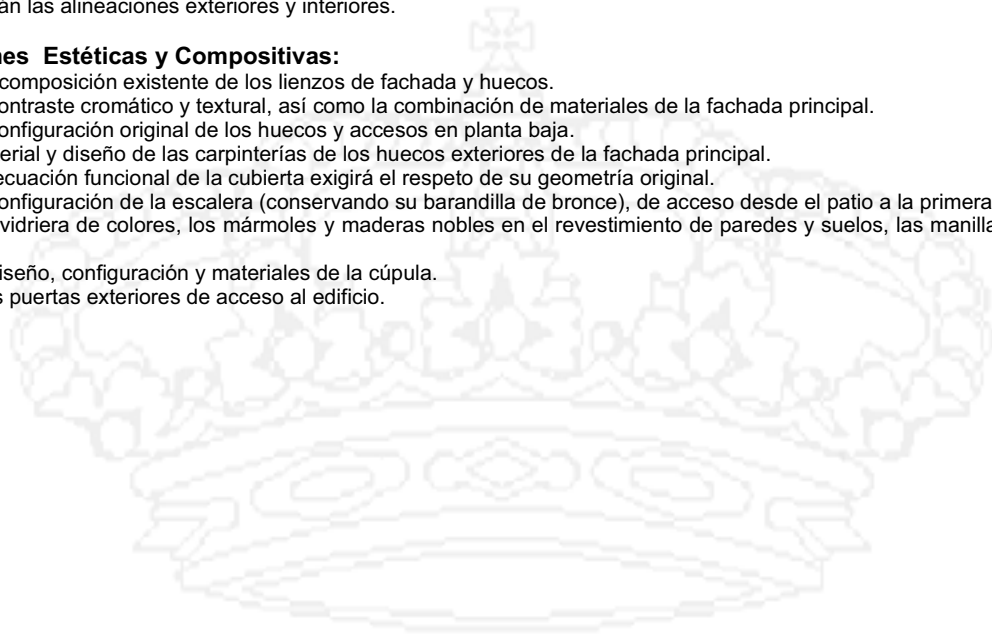 án las alineaciones exteriores y interiores.
nes Estéticas y Compositivas:
composición existente de los lienzos de fachada y huecos.
ontraste cromático y textural, así como la combinación de materiales de la fachada principal.
onfiguración original de los huecos y accesos en planta baja.
erial y diseño de las carpinterías de los huecos exteriores de la fachada principal.
ecuación funcional de la cubierta exigirá el respeto de su geometría original.
onfiguración de la escalera (conservando su barandilla de bronce), de acceso desde el patio a la primera
vidriera de colores, los mármoles y maderas nobles en el revestimiento de paredes y suelos, las manilla
iseño, configuración y materiales de la cúpula.
s puertas exteriores de acceso al edificio.